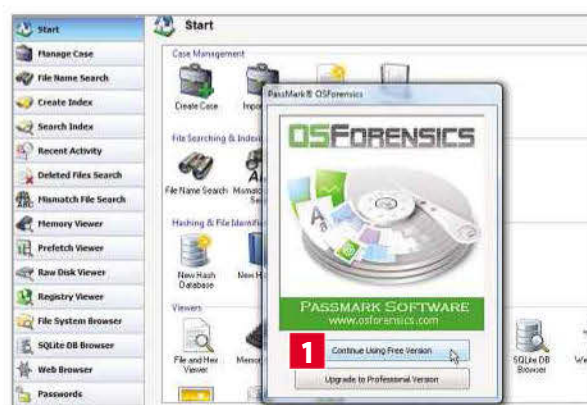 Start
Manage Case
File Name Search
Create Index
Search Index
Recent Activity
Deleted Files Search
Mismatch File Search
Memory Viewer
Prefetch Viewer
Raw Disk Viewer
Registry Viewer
File System Browser
SQLite DB Browser
Web Browser
Passwords
Start
Case Management
Create Case
File Searching &
File Name Search
Hashing & File
New Hash
Database
New
Viewers
File and Hex
Viewer
SQLite DB
Browser
PassMark® OSForensics
OSFORENSICS
PASSMARK SOFTWARE
www.osforensics.com
1
Continue Using Free Version
Upgrade to Professional Version